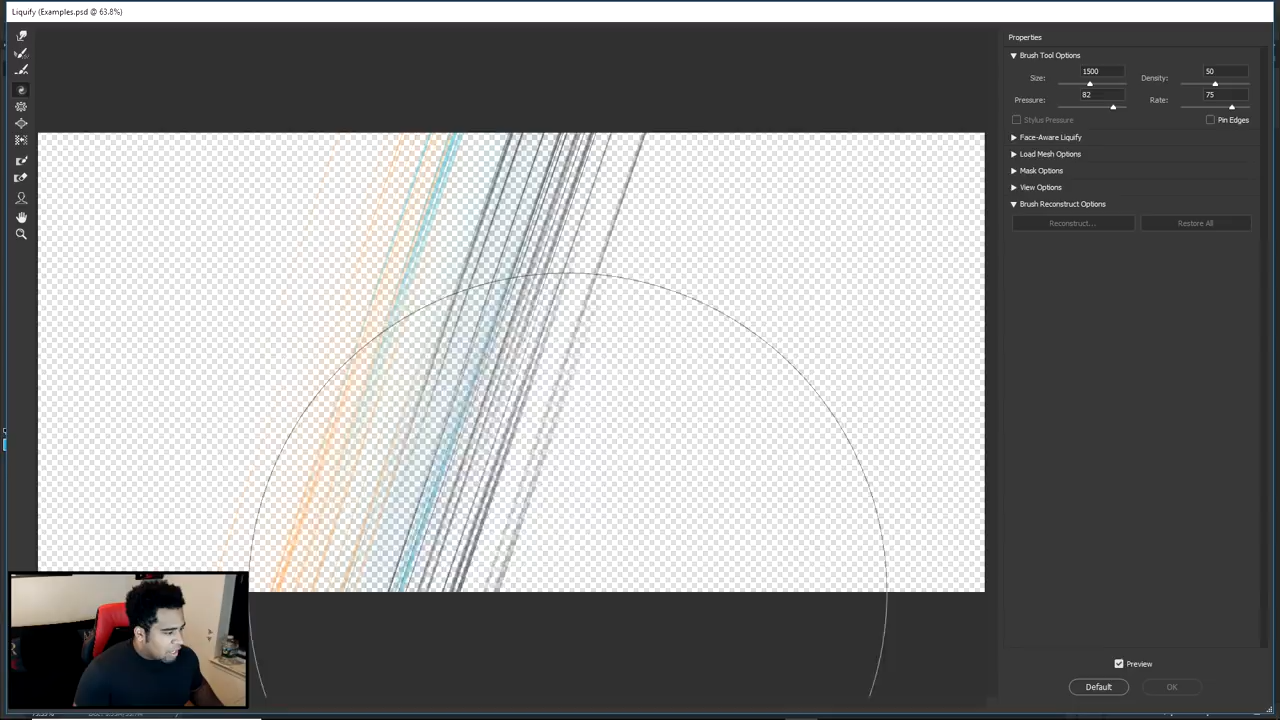 Liquify (Examples.psd @ 63.8%)
Properties
Brush Tool Options
Size: 1500 Density: 50
Pressure: 82 Rate: 75
Stylus Pressure Pin Edges
Face-Aware Liquify
Load Mesh Options
Mask Options
View Options
Brush Reconstruct Options
Reconstruct... Restore All
Preview
Default OK